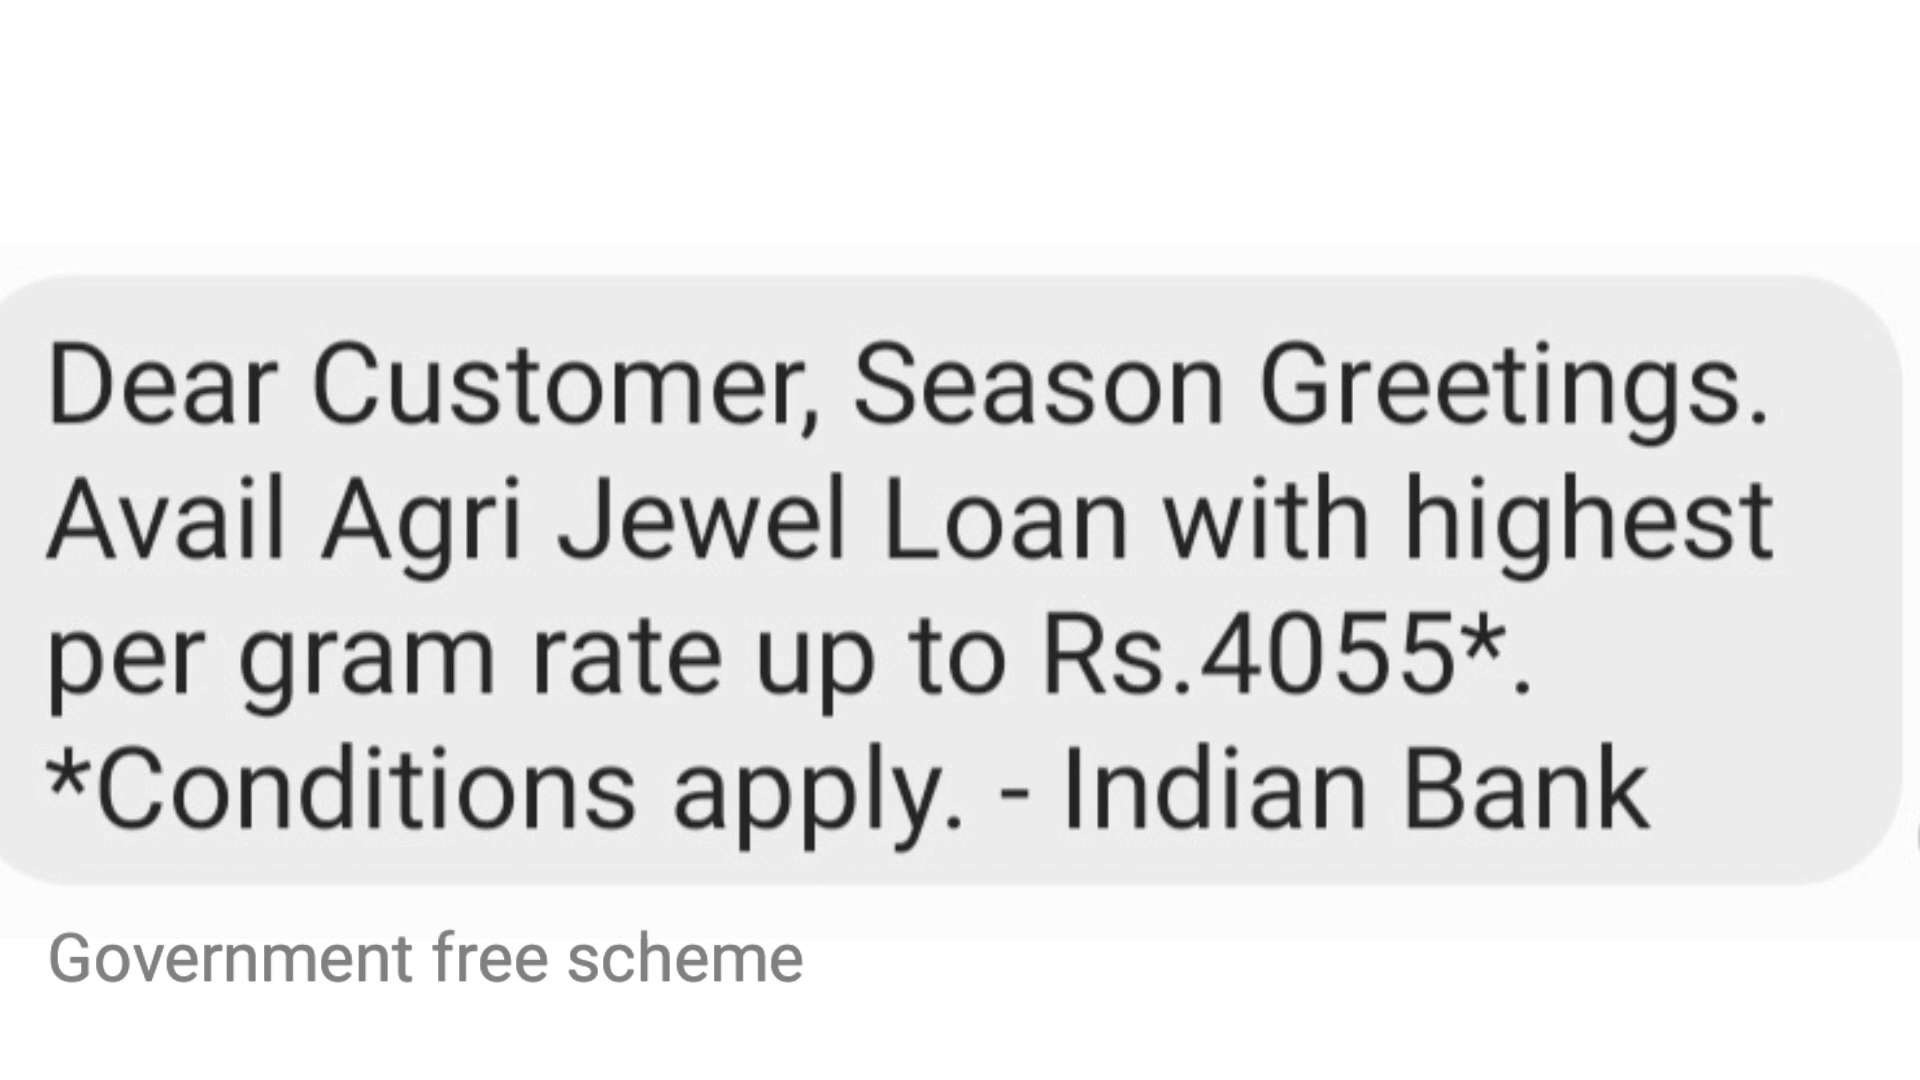 Dear Customer, Season Greetings.
Avail Agri Jewel Loan with highest
per gram rate up to Rs.4055*.
*Conditions apply. - Indian Bank
Government free scheme